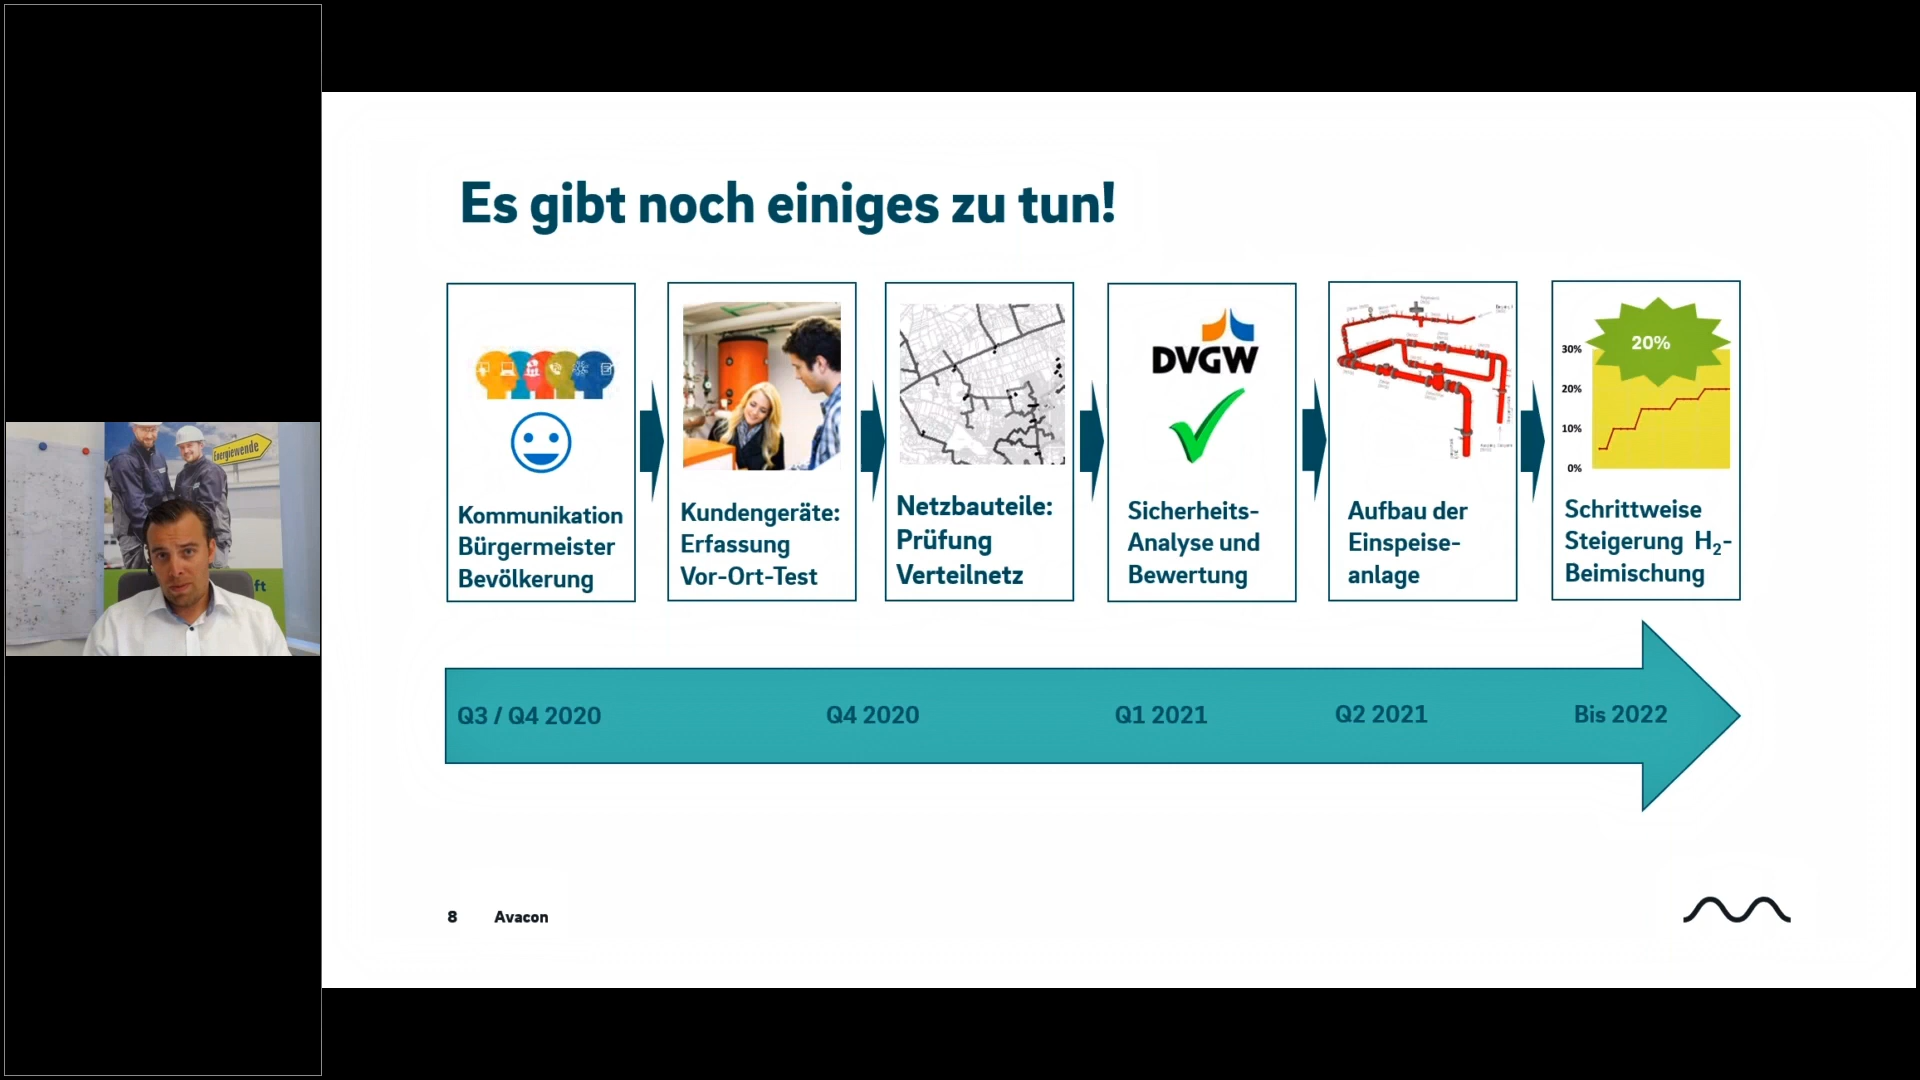 Es gibt noch einiges zu tun!
Kommunikation
Bürgermeister
Bevölkerung
Kundengeräte:
Erfassung
Vor-Ort-Test
Netzbauteile:
Prüfung
Verteilnetz
DVGW
Sicherheits-
Analyse und
Bewertung
Aufbau der
Einspeise-
anlage
20%
30%
20%
10%
0%
Schrittweise
Steigerung H₂-
Beimischung
Q3 / Q4 2020
Q4 2020
Q1 2021
Q2 2021
Bis 2022
8 Avacon
Energiewende
ft